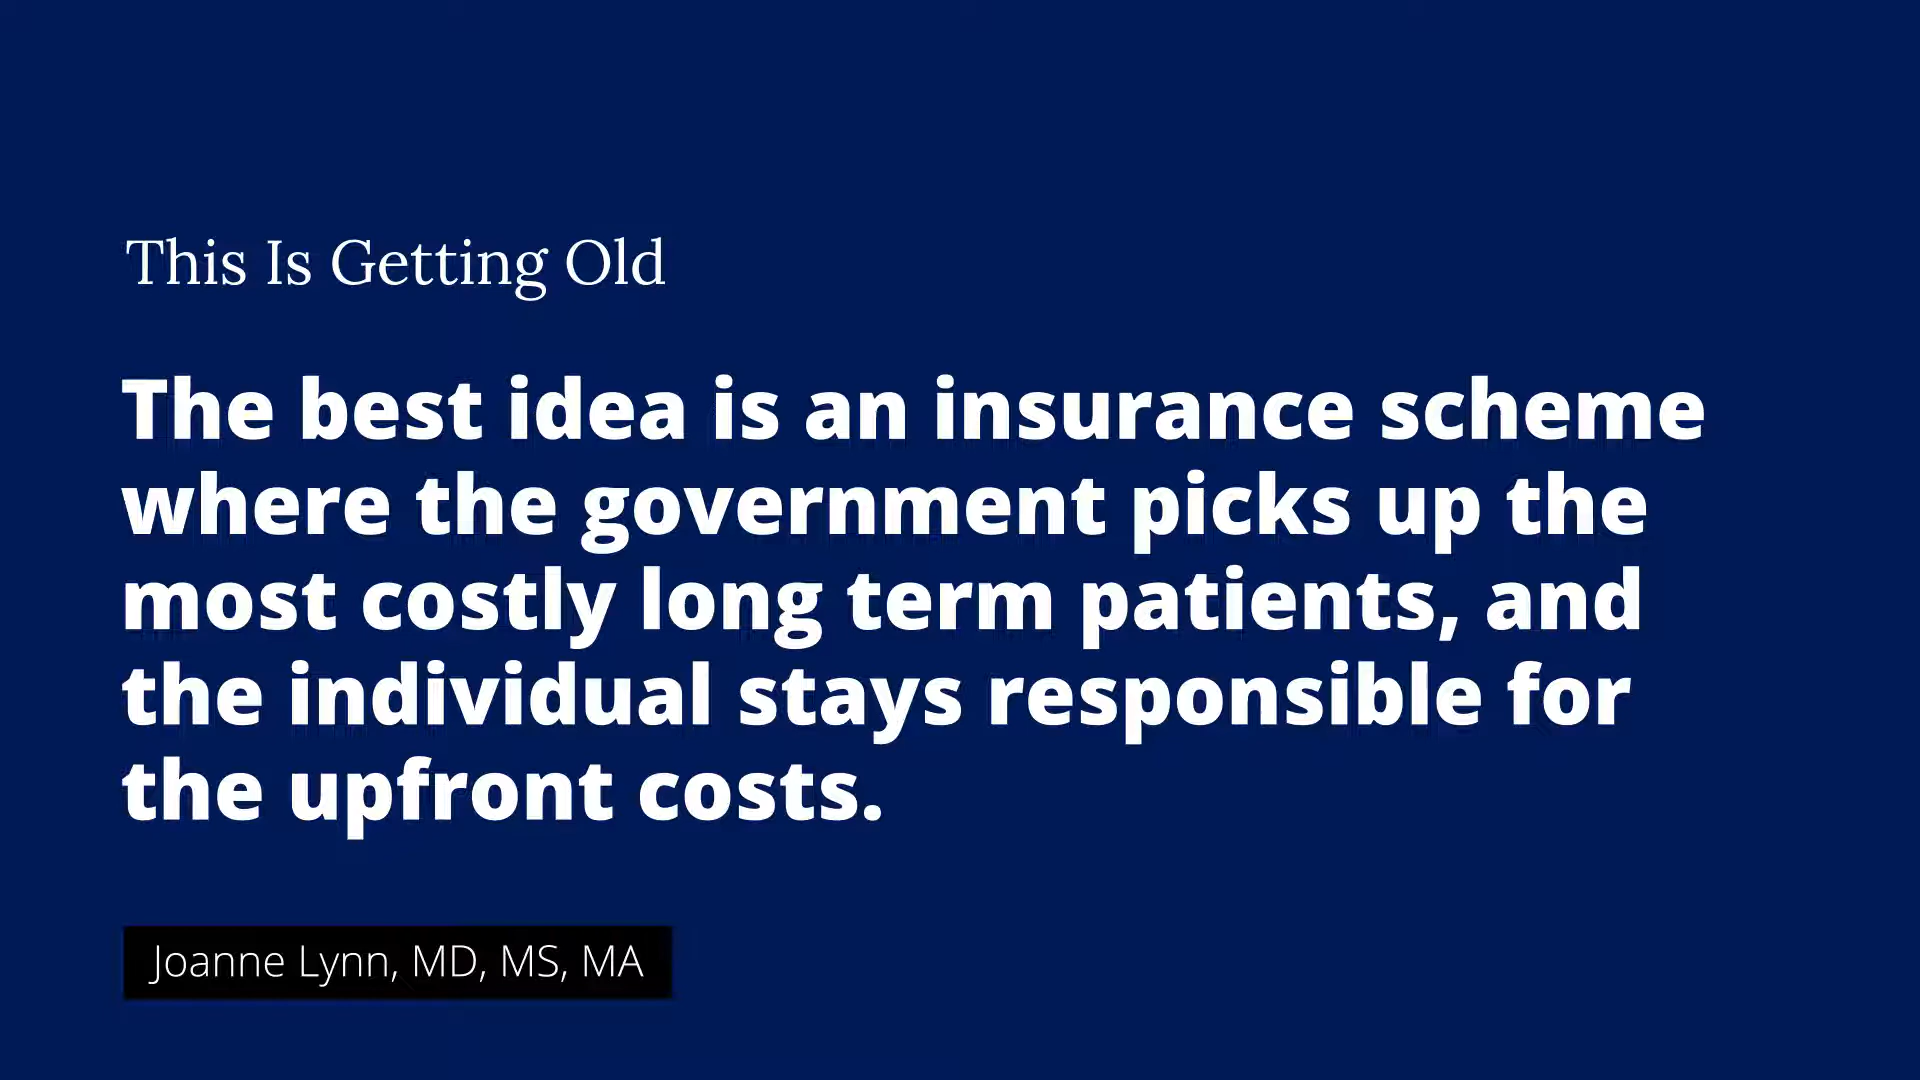 This Is Getting Old
The best idea is an insurance scheme
where the government picks up the
most costly long term patients, and
the individual stays responsible for
the upfront costs.
Joanne Lynn, MD, MS, MA